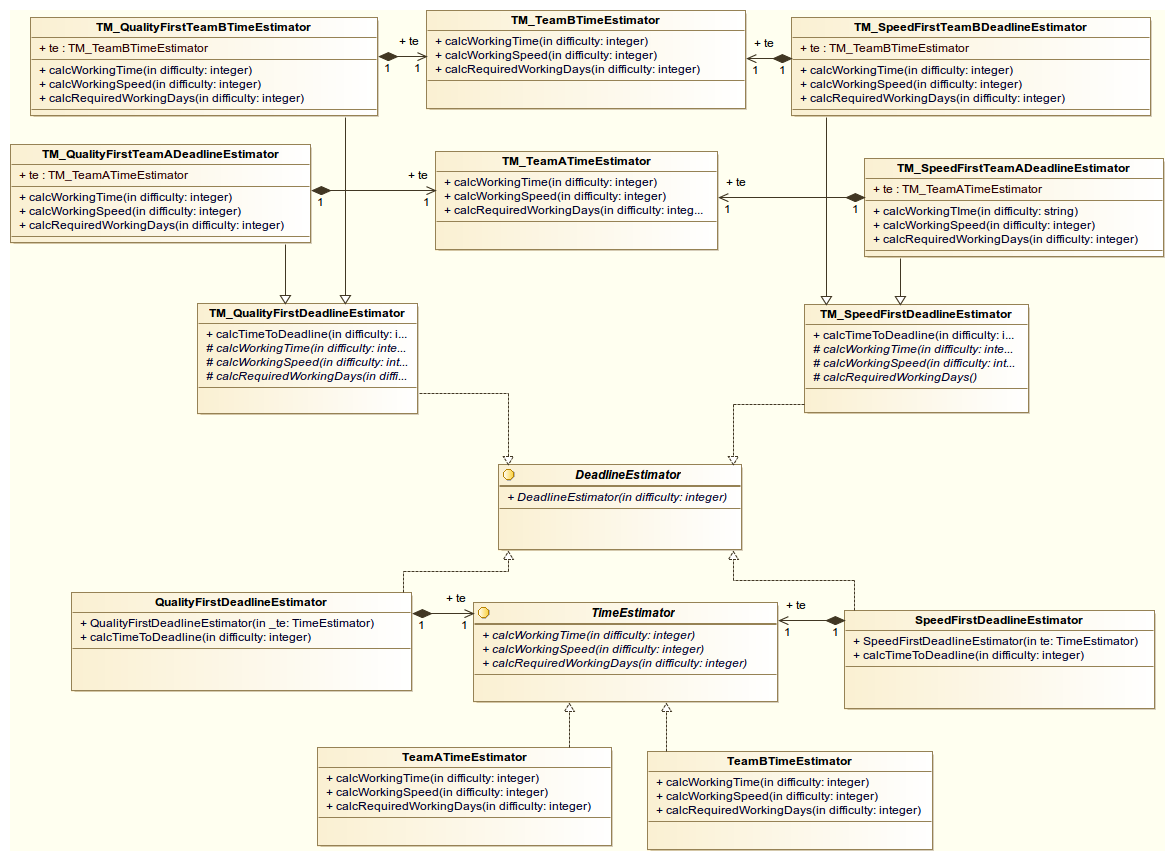 TM_QualityFirstTeamBTimeEstimator
+ te : TM_TeamBTimeEstimator
+ calcWorkingTime(in difficulty: integer)
+ calcWorkingSpeed(in difficulty: integer)
+ calcRequiredWorkingDays(in difficulty: integer)
+ te
1
1
TM_TeamBTimeEstimator
+ calcWorkingTime(in difficulty: integer)
+ calcWorkingSpeed(in difficulty: integer)
+ calcRequiredWorkingDays(in difficulty: integer)
+ te
1
1
TM_SpeedFirstTeamBDeadlineEstimator
+ te : TM_TeamBTimeEstimator
+ calcWorkingTime(in difficulty: integer)
+ calcWorkingSpeed(in difficulty: integer)
+ calcRequiredWorkingDays(in difficulty: integer)
TM_QualityFirstTeamADeadlineEstimator
+ te : TM_TeamATimeEstimator
+ calcWorkingTime(in difficulty: integer)
+ calcWorkingSpeed(in difficulty: integer)
+ calcRequiredWorkingDays(in difficulty: integer)
+ te
1
1
TM_TeamATimeEstimator
+ calcWorkingTime(in difficulty: integer)
+ calcWorkingSpeed(in difficulty: integer)
+ calcRequiredWorkingDays(in difficulty: integ...
+ te
1
1
TM_SpeedFirstTeamADeadlineEstimator
+ te : TM_TeamATimeEstimator
+ calcWorkingTIme(in difficulty: string)
+ calcWorkingSpeed(in difficulty: integer)
+ calcRequiredWorkingDays(in difficulty: integer)
TM_QualityFirstDeadlineEstimator
+ calcTimeToDeadline(in difficulty: i...
# calcWorkingTime(in difficulty: inte...
# calcWorkingSpeed(in difficulty: int...
# calcRequiredWorkingDays(in diffi...
TM_SpeedFirstDeadlineEstimator
+ calcTimeToDeadline(in difficulty: i...
# calcWorkingTime(in difficulty: inte...
# calcWorkingSpeed(in difficulty: int...
# calcRequiredWorkingDays()
DeadlineEstimator
+ DeadlineEstimator(in difficulty: integer)
QualityFirstDeadlineEstimator
+ QualityFirstDeadlineEstimator(in _te: TimeEstimator)
+ calcTimeToDeadline(in difficulty: integer)
+ te
1
1
TimeEstimator
+ calcWorkingTime(in difficulty: integer)
+ calcWorkingSpeed(in difficulty: integer)
+ calcRequiredWorkingDays(in difficulty: integer)
+ te
1
1
SpeedFirstDeadlineEstimator
+ SpeedFirstDeadlineEstimator(in te: TimeEstimator)
+ calcTimeToDeadline(in difficulty: integer)
TeamATimeEstimator
+ calcWorkingTime(in difficulty: integer)
+ calcWorkingSpeed(in difficulty: integer)
+ calcRequiredWorkingDays(in difficulty: integer)
TeamBTimeEstimator
+ calcWorkingTime(in difficulty: integer)
+ calcWorkingSpeed(in difficulty: integer)
+ calcRequiredWorkingDays(in difficulty: integer)